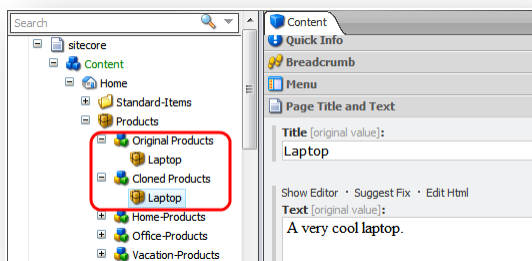 Search
sitecore
Content
Home
Standard-Items
Products
Original Products
Laptop
Cloned Products
Laptop
Home-Products
Office-Products
Vacation-Products
Content
Quick Info
Breadcrumb
Menu
Page Title and Text
Title [original value]:
Laptop
Show Editor · Suggest Fix · Edit Html
Text [original value]:
A very cool laptop.